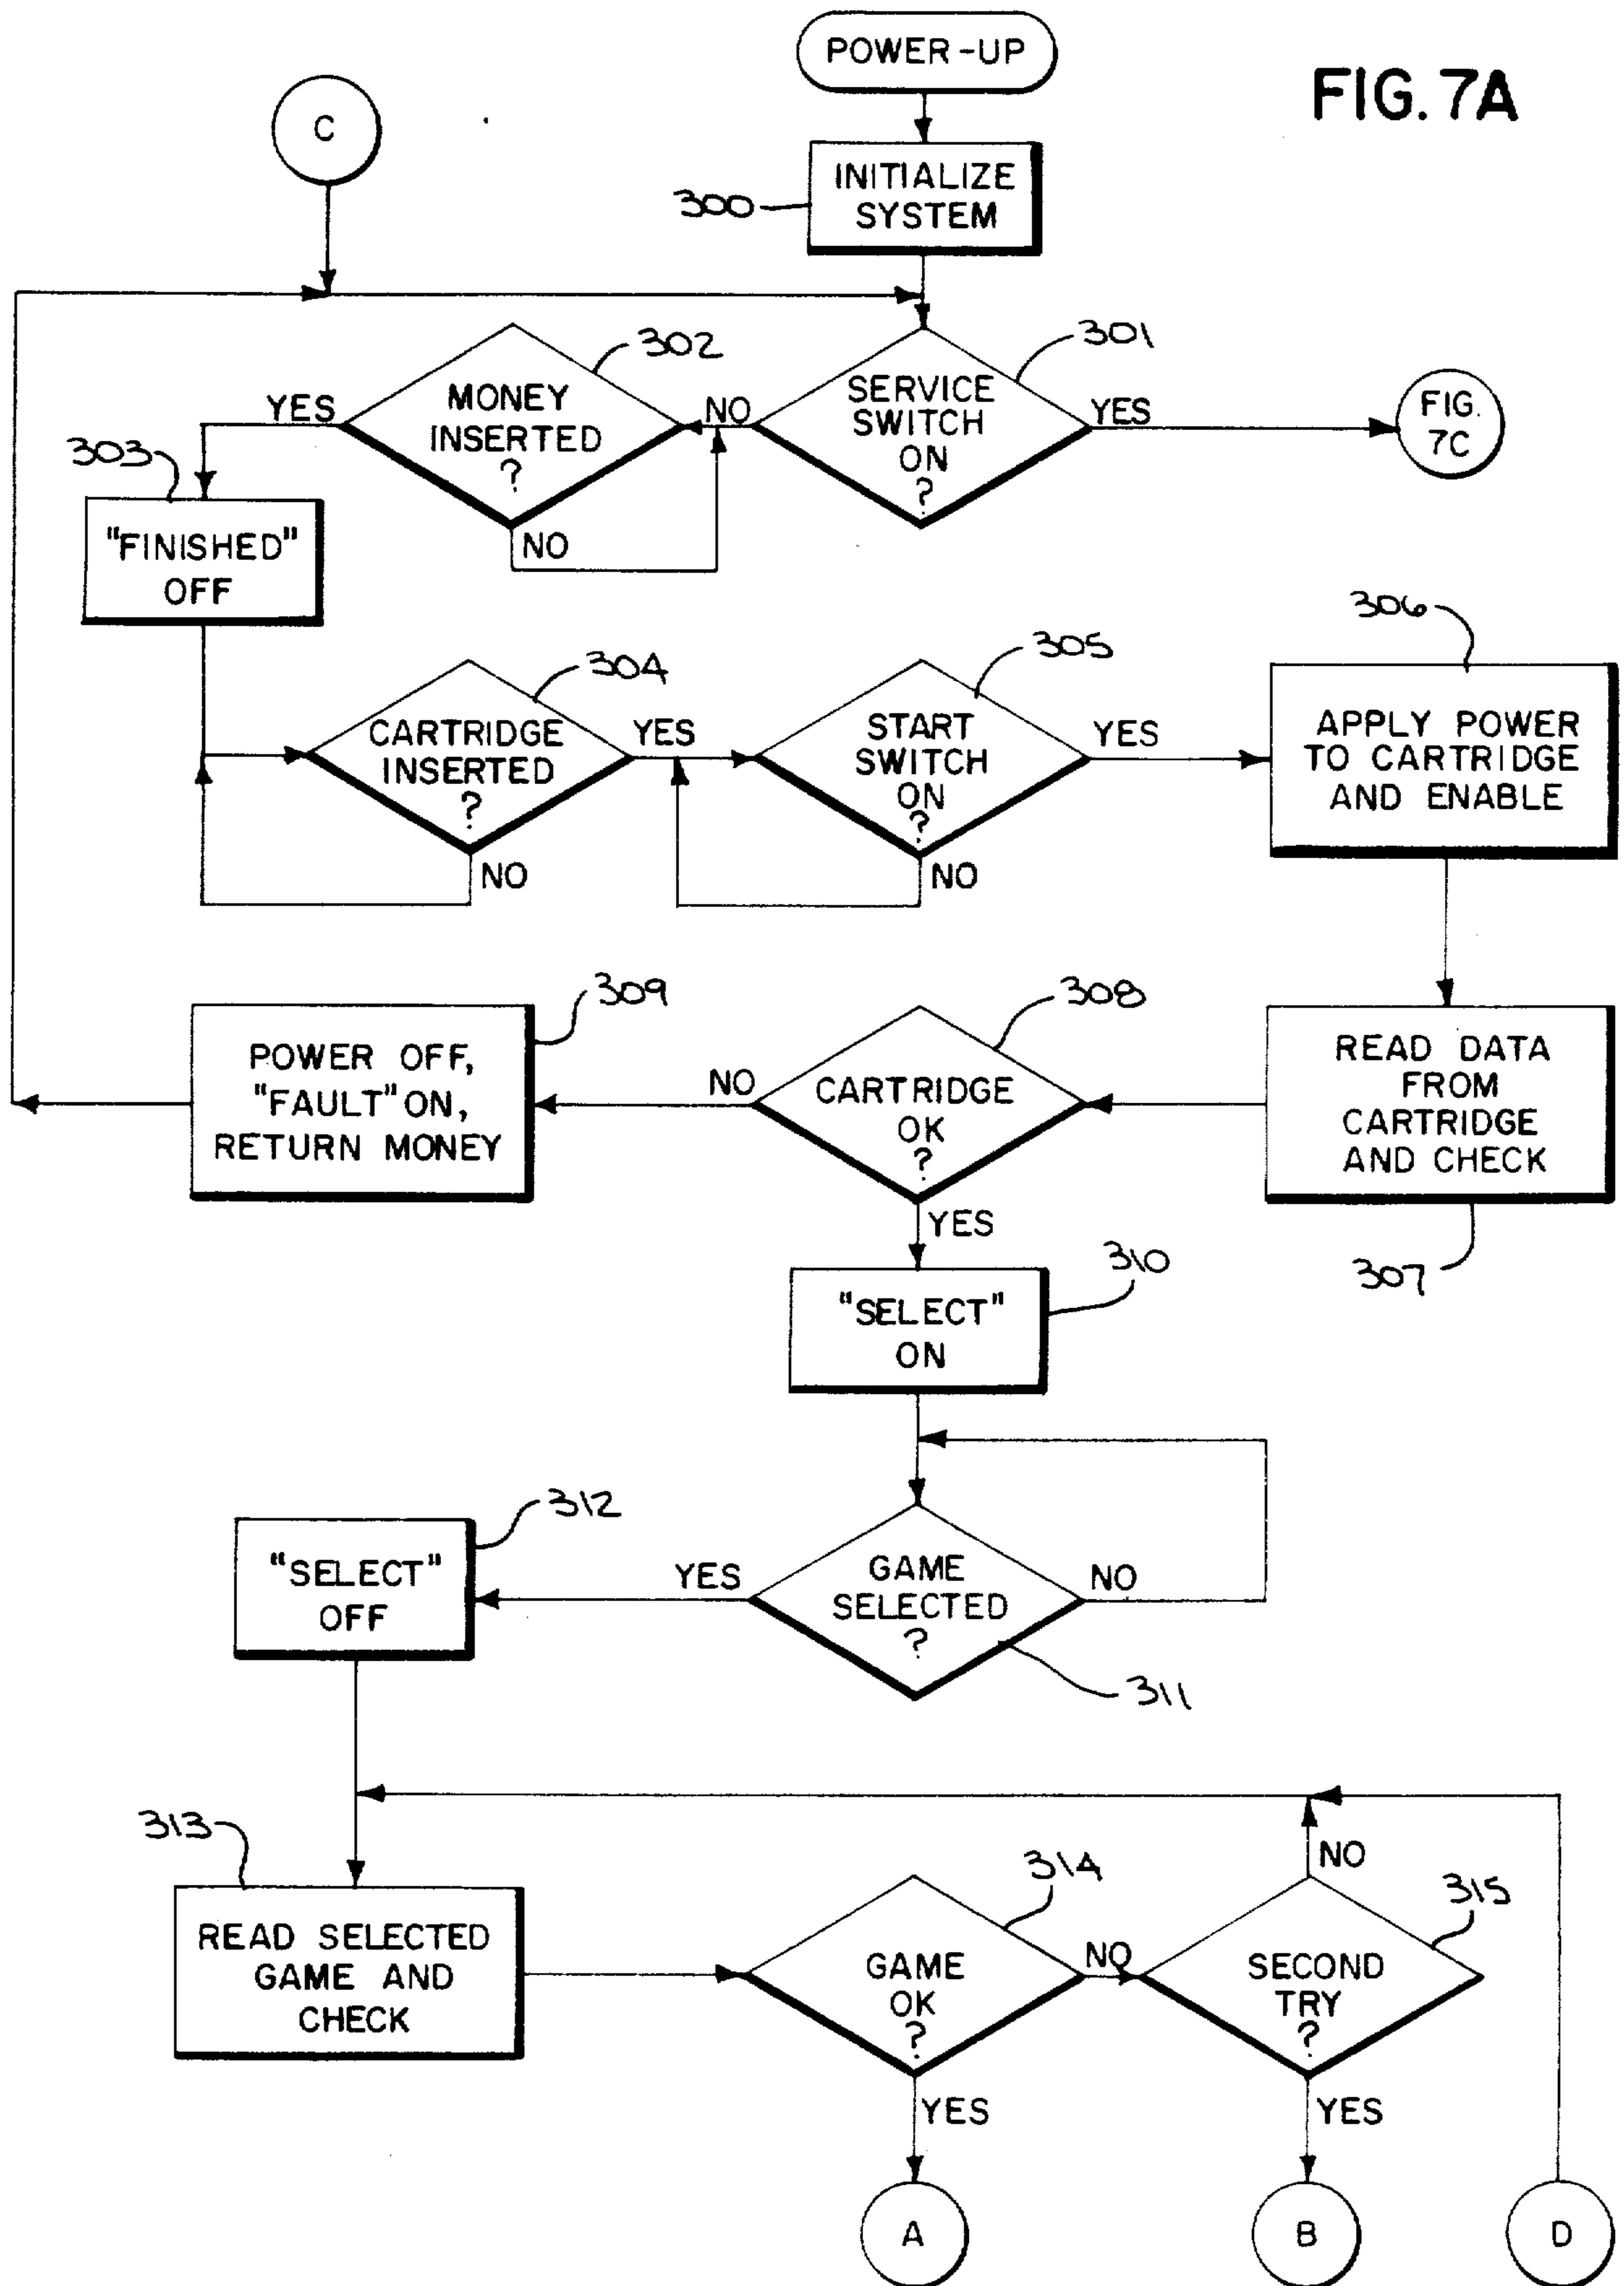 POWER-UP
FIG. 7A
C
INITIALIZE
SYSTEM
300
301
302
SERVICE
SWITCH
ON
?
YES
FIG.
7C
NO
MONEY
INSERTED
?
YES
NO
303
"FINISHED"
OFF
304
CARTRIDGE
INSERTED
?
YES
NO
305
START
SWITCH
ON
?
YES
NO
306
APPLY POWER
TO CARTRIDGE
AND ENABLE
READ DATA
FROM
CARTRIDGE
AND CHECK
307
308
CARTRIDGE
OK
?
NO
YES
309
POWER OFF,
"FAULT" ON,
RETURN MONEY
310
"SELECT"
ON
GAME
SELECTED
?
NO
YES
311
312
"SELECT"
OFF
313
READ SELECTED
GAME AND
CHECK
314
GAME
OK
?
NO
YES
315
SECOND
TRY
?
NO
YES
A
B
D